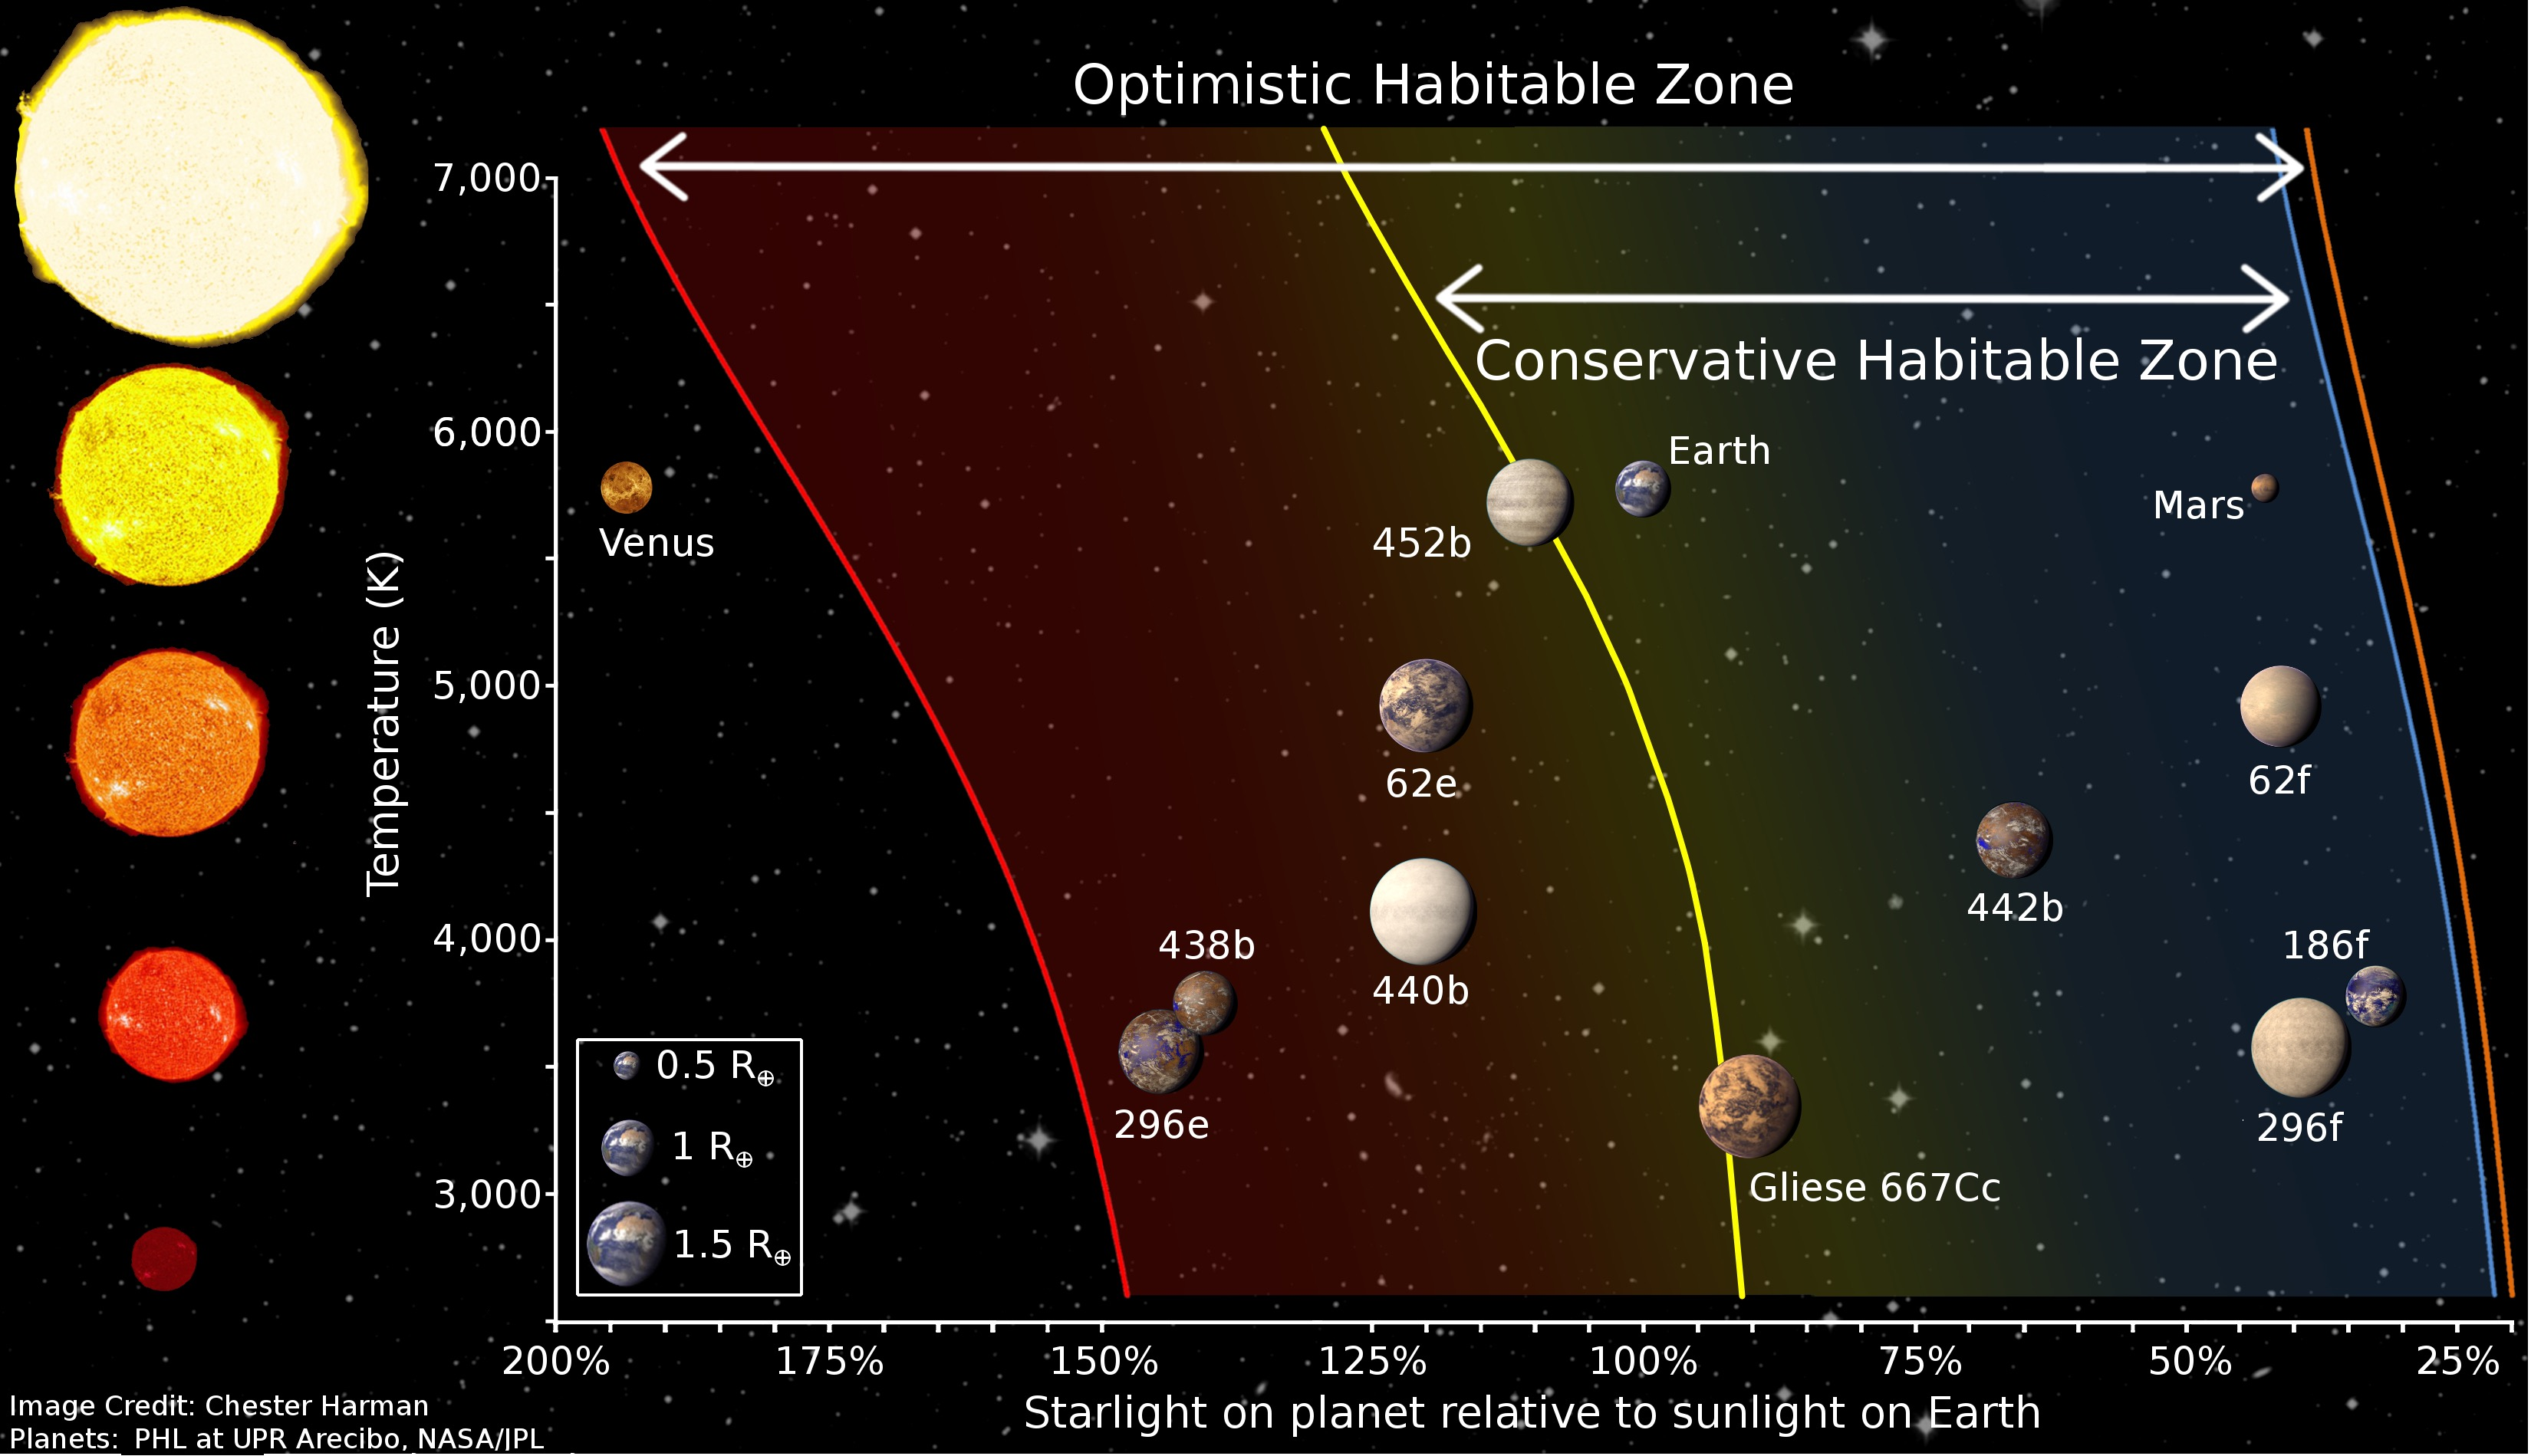 Optimistic Habitable Zone
7,000
Conservative Habitable Zone
6,000
Earth
Mars
452b
Venus
Temperature (K)
5,000
62e
62f
442b
4,000
438b
186f
440b
0.5 R⊕
296e
296f
1 R⊕
3,000
Gliese 667Cc
1.5 R⊕
200% 175% 150% 125% 100% 75% 50% 25%
Starlight on planet relative to sunlight on Earth
Image Credit: Chester Harman
Planets: PHL at UPR Arecibo, NASA/JPL